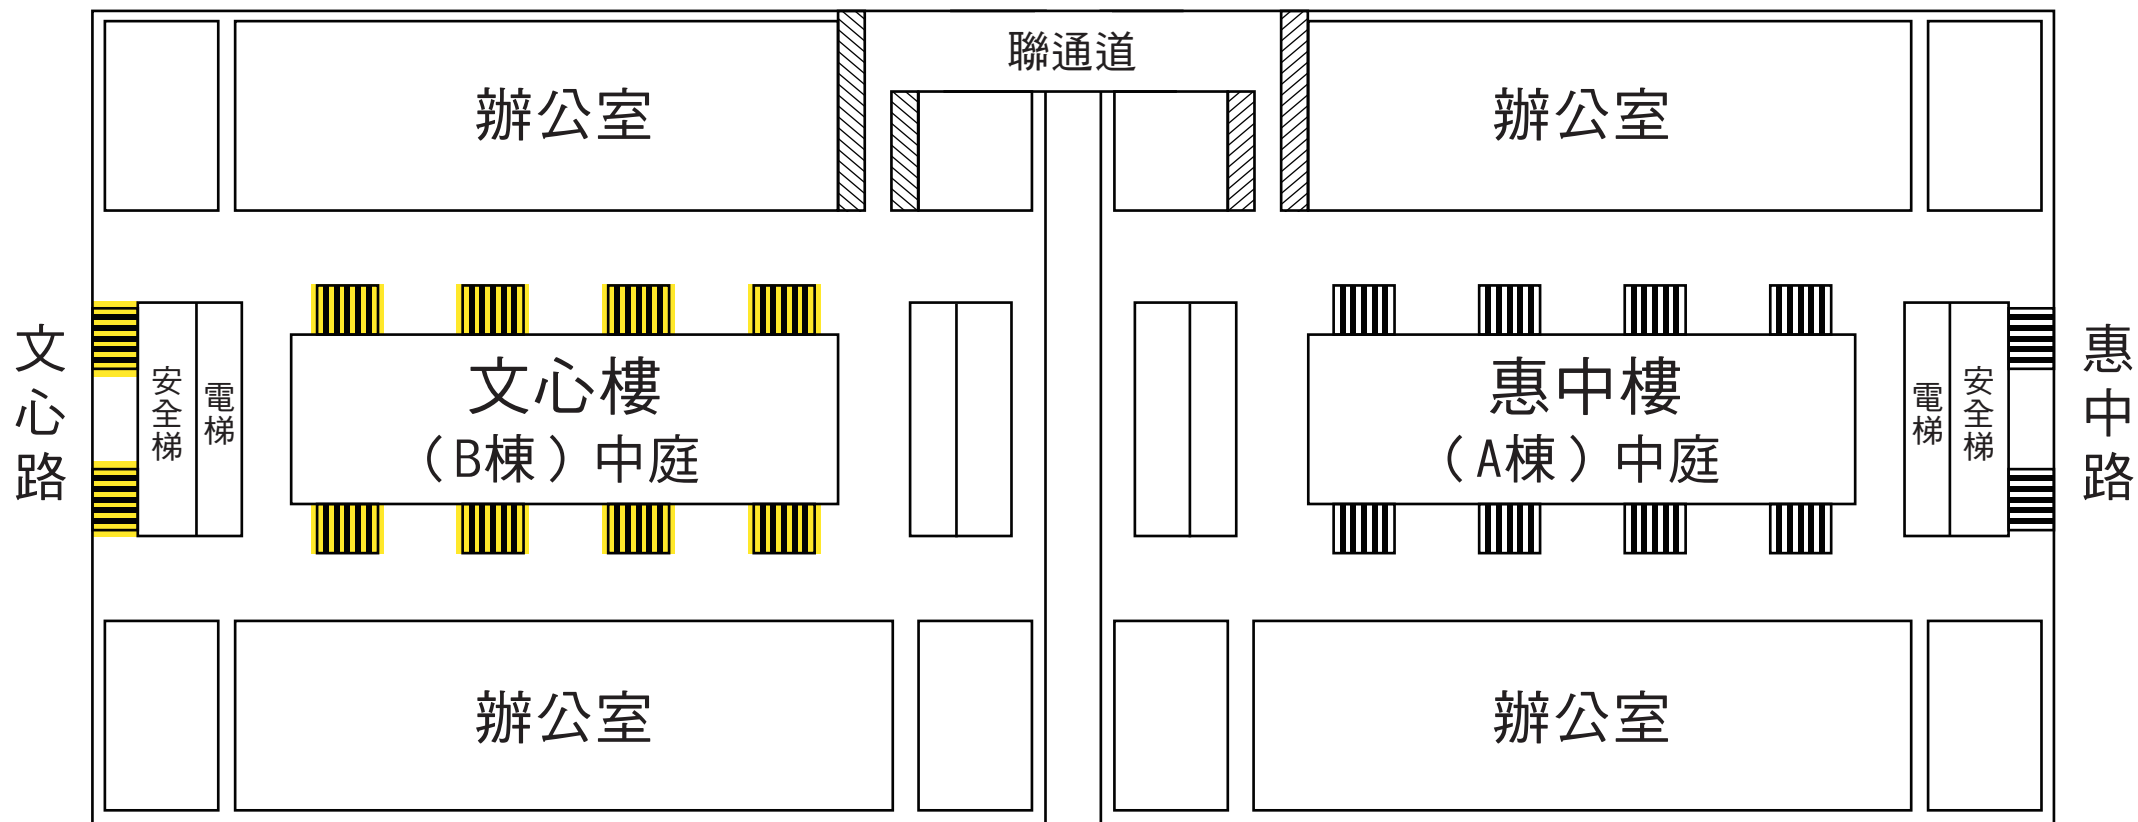 聯通道
辦公室
辦公室
文心路
安全梯
電梯
文心樓
（B棟）中庭
惠中樓
（A棟）中庭
電梯
安全梯
惠中路
辦公室
辦公室